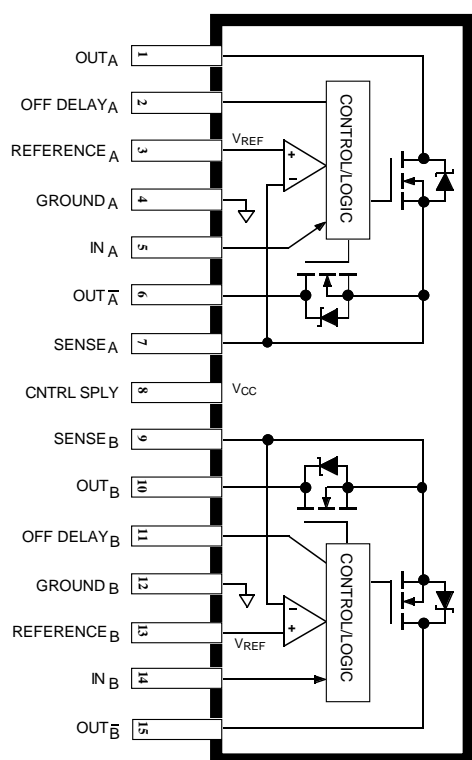 OUTA 1
OFF DELAYA 2
REFERENCEA 3 VREF
GROUNDA 4
INA 5
OUTA̅ 6
SENSEA 7
CNTRL SPLY 8 VCC
SENSEB 9
OUTB 10
OFF DELAYB 11
GROUNDB 12
REFERENCEB 13 VREF
INB 14
OUTB̅ 15
CONTROL/LOGIC
+
–
CONTROL/LOGIC
–
+